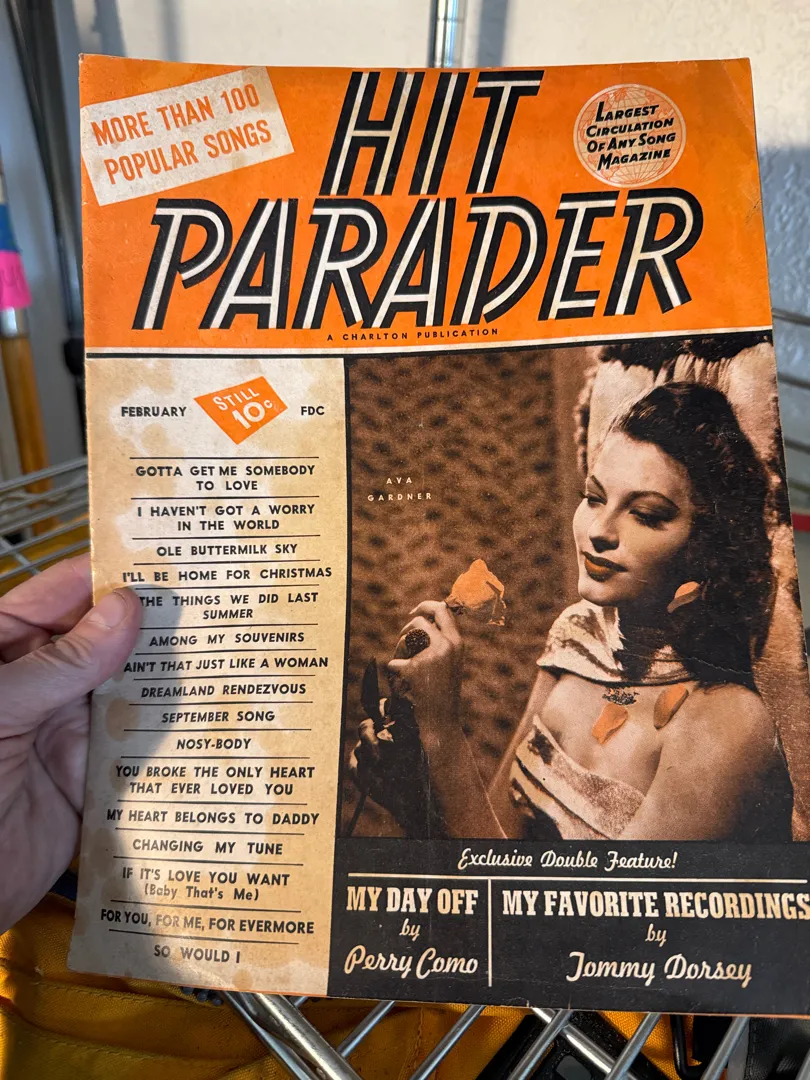 MORE THAN 100
POPULAR SONGS
HIT
PARADER
LARGEST
CIRCULATION
OF ANY SONG
MAGAZINE
A CHARLTON PUBLICATION
FEBRUARY
STILL
10¢
FDC
GOTTA GET ME SOMEBODY
TO LOVE
I HAVEN'T GOT A WORRY
IN THE WORLD
OLE BUTTERMILK SKY
I'LL BE HOME FOR CHRISTMAS
THE THINGS WE DID LAST
SUMMER
AMONG MY SOUVENIRS
AIN'T THAT JUST LIKE A WOMAN
DREAMLAND RENDEZVOUS
SEPTEMBER SONG
NOSY-BODY
YOU BROKE THE ONLY HEART
THAT EVER LOVED YOU
MY HEART BELONGS TO DADDY
CHANGING MY TUNE
IF IT'S LOVE YOU WANT
(Baby That's Me)
FOR YOU, FOR ME, FOR EVERMORE
SO WOULD I
AVA
GARDNER
Exclusive Double Feature!
MY DAY OFF
by
Perry Como
MY FAVORITE RECORDINGS
by
Tommy Dorsey